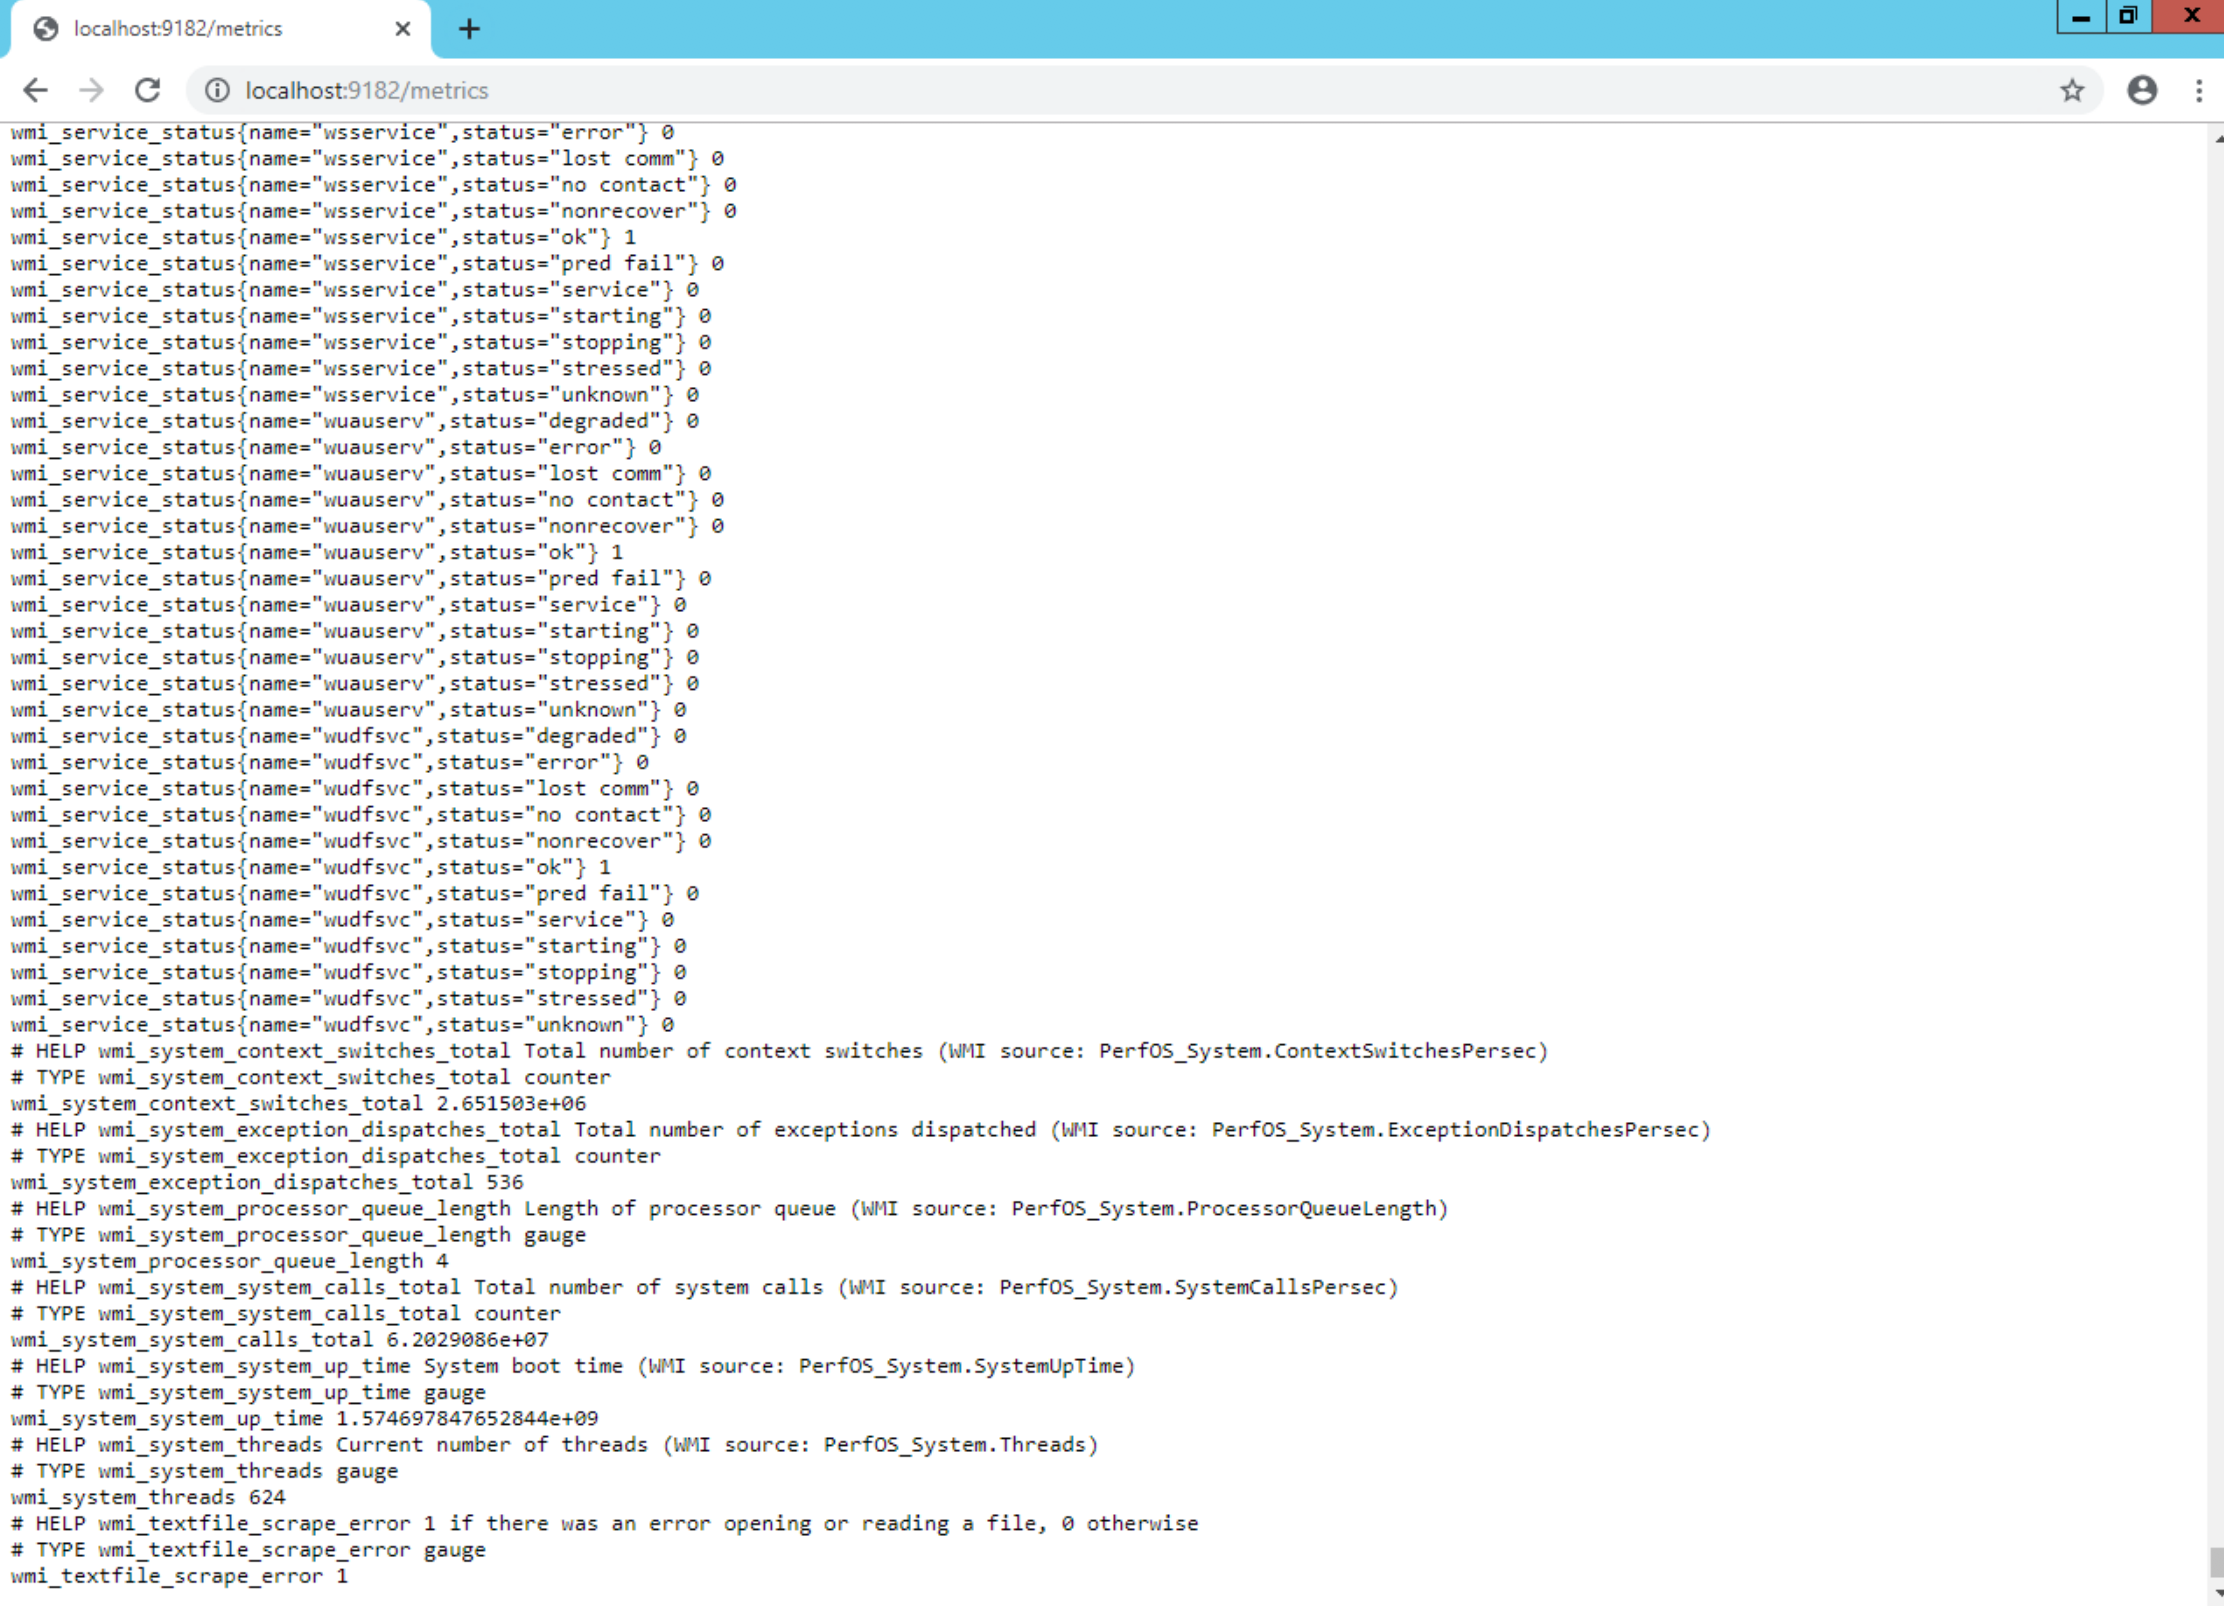 localhost:9182/metrics
localhost:9182/metrics
wmi_service_status{name="wsservice",status="error"} 0
wmi_service_status{name="wsservice",status="lost comm"} 0
wmi_service_status{name="wsservice",status="no contact"} 0
wmi_service_status{name="wsservice",status="nonrecover"} 0
wmi_service_status{name="wsservice",status="ok"} 1
wmi_service_status{name="wsservice",status="pred fail"} 0
wmi_service_status{name="wsservice",status="service"} 0
wmi_service_status{name="wsservice",status="starting"} 0
wmi_service_status{name="wsservice",status="stopping"} 0
wmi_service_status{name="wsservice",status="stressed"} 0
wmi_service_status{name="wsservice",status="unknown"} 0
wmi_service_status{name="wuauserv",status="degraded"} 0
wmi_service_status{name="wuauserv",status="error"} 0
wmi_service_status{name="wuauserv",status="lost comm"} 0
wmi_service_status{name="wuauserv",status="no contact"} 0
wmi_service_status{name="wuauserv",status="nonrecover"} 0
wmi_service_status{name="wuauserv",status="ok"} 1
wmi_service_status{name="wuauserv",status="pred fail"} 0
wmi_service_status{name="wuauserv",status="service"} 0
wmi_service_status{name="wuauserv",status="starting"} 0
wmi_service_status{name="wuauserv",status="stopping"} 0
wmi_service_status{name="wuauserv",status="stressed"} 0
wmi_service_status{name="wuauserv",status="unknown"} 0
wmi_service_status{name="wudfsvc",status="degraded"} 0
wmi_service_status{name="wudfsvc",status="error"} 0
wmi_service_status{name="wudfsvc",status="lost comm"} 0
wmi_service_status{name="wudfsvc",status="no contact"} 0
wmi_service_status{name="wudfsvc",status="nonrecover"} 0
wmi_service_status{name="wudfsvc",status="ok"} 1
wmi_service_status{name="wudfsvc",status="pred fail"} 0
wmi_service_status{name="wudfsvc",status="service"} 0
wmi_service_status{name="wudfsvc",status="starting"} 0
wmi_service_status{name="wudfsvc",status="stopping"} 0
wmi_service_status{name="wudfsvc",status="stressed"} 0
wmi_service_status{name="wudfsvc",status="unknown"} 0
# HELP wmi_system_context_switches_total Total number of context switches (WMI source: PerfOS_System.ContextSwitchesPersec)
# TYPE wmi_system_context_switches_total counter
wmi_system_context_switches_total 2.651503e+06
# HELP wmi_system_exception_dispatches_total Total number of exceptions dispatched (WMI source: PerfOS_System.ExceptionDispatchesPersec)
# TYPE wmi_system_exception_dispatches_total counter
wmi_system_exception_dispatches_total 536
# HELP wmi_system_processor_queue_length Length of processor queue (WMI source: PerfOS_System.ProcessorQueueLength)
# TYPE wmi_system_processor_queue_length gauge
wmi_system_processor_queue_length 4
# HELP wmi_system_system_calls_total Total number of system calls (WMI source: PerfOS_System.SystemCallsPersec)
# TYPE wmi_system_system_calls_total counter
wmi_system_system_calls_total 6.2029086e+07
# HELP wmi_system_system_up_time System boot time (WMI source: PerfOS_System.SystemUpTime)
# TYPE wmi_system_system_up_time gauge
wmi_system_system_up_time 1.574697847652844e+09
# HELP wmi_system_threads Current number of threads (WMI source: PerfOS_System.Threads)
# TYPE wmi_system_threads gauge
wmi_system_threads 624
# HELP wmi_textfile_scrape_error 1 if there was an error opening or reading a file, 0 otherwise
# TYPE wmi_textfile_scrape_error gauge
wmi_textfile_scrape_error 1